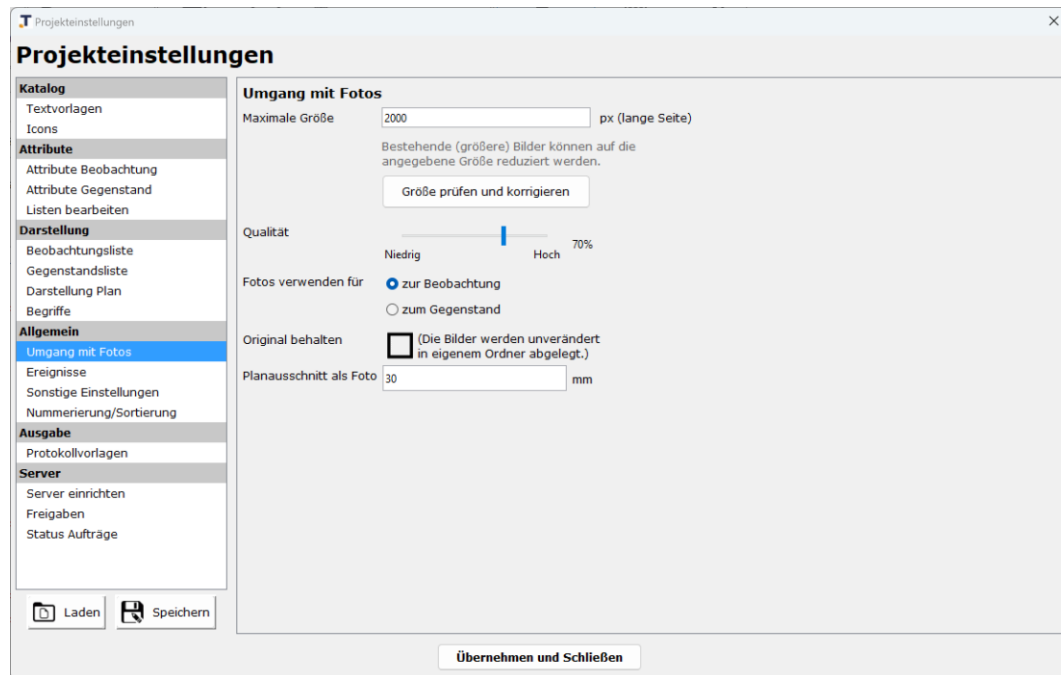 Projekteinstellungen
Projekteinstellungen
Katalog
Textvorlagen
Icons
Attribute
Attribute Beobachtung
Attribute Gegenstand
Listen bearbeiten
Darstellung
Beobachtungsliste
Gegenstandsliste
Darstellung Plan
Begriffe
Allgemein
Umgang mit Fotos
Ereignisse
Sonstige Einstellungen
Nummerierung/Sortierung
Ausgabe
Protokollvorlagen
Server
Server einrichten
Freigaben
Status Aufträge
Laden Speichern
Umgang mit Fotos
Maximale Größe 2000 px (lange Seite)
Bestehende (größere) Bilder können auf die
angegebene Größe reduziert werden.
Größe prüfen und korrigieren
Qualität 70%
Niedrig Hoch
Fotos verwenden für zur Beobachtung
zum Gegenstand
Original behalten (Die Bilder werden unverändert
in eigenem Ordner abgelegt.)
Planausschnitt als Foto 30 mm
Übernehmen und Schließen